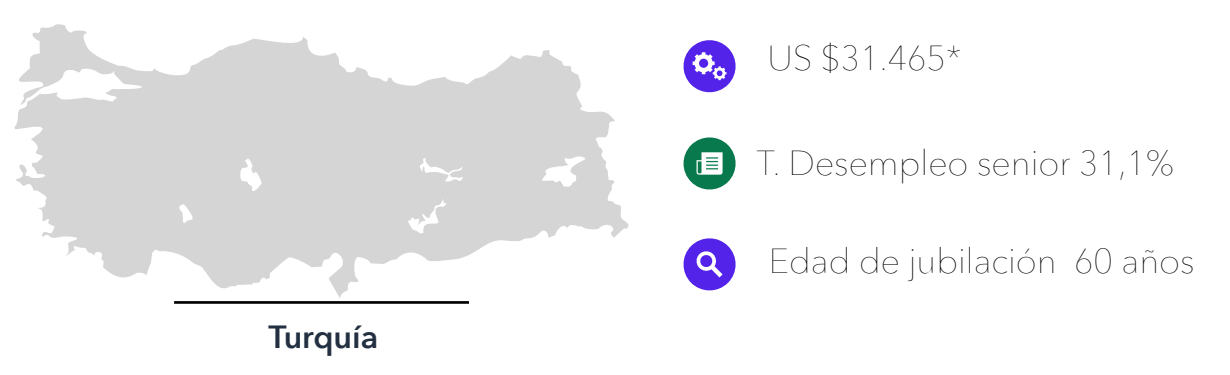 US $31.465*
T. Desempleo senior 31,1%
Edad de jubilación 60 años
Turquía